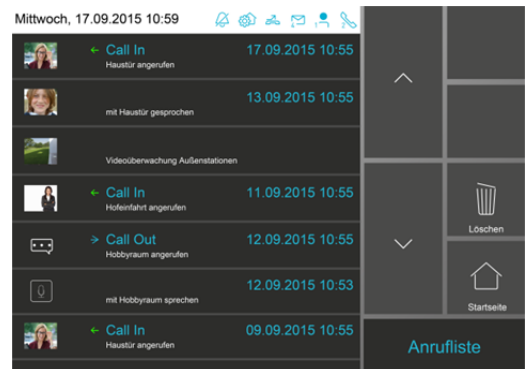 Mittwoch, 17.09.2015 10:59
Call In 17.09.2015 10:55
Haustür angerufen
13.09.2015 10:55
mit Haustür gesprochen
Videoüberwachung Außenstationen
Call In 11.09.2015 10:55
Hofeinfahrt angerufen
Call Out 12.09.2015 10:55
Hobbyraum angerufen
12.09.2015 10:53
mit Hobbyraum sprechen
Call In 09.09.2015 10:55
Haustür angerufen
Löschen
Startseite
Anrufliste